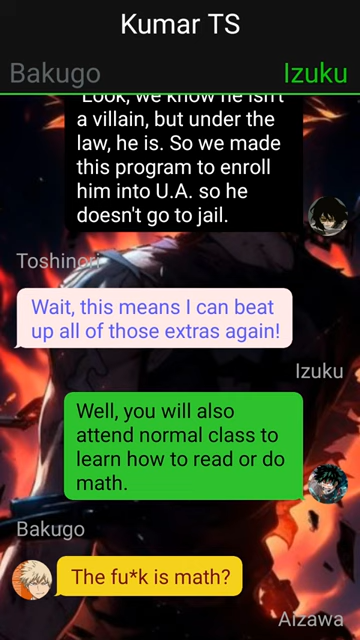 Kumar TS
Bakugo
Izuku
"Look, we know he isn't
a villain, but under the
law, he is. So we made
this program to enroll
him into U.A. so he
doesn't go to jail.
Toshinori
Wait, this means I can beat
up all of those extras again!
Izuku
Well, you will also
attend normal class to
learn how to read or do
math.
Bakugo
The fu*k is math?
Aizawa